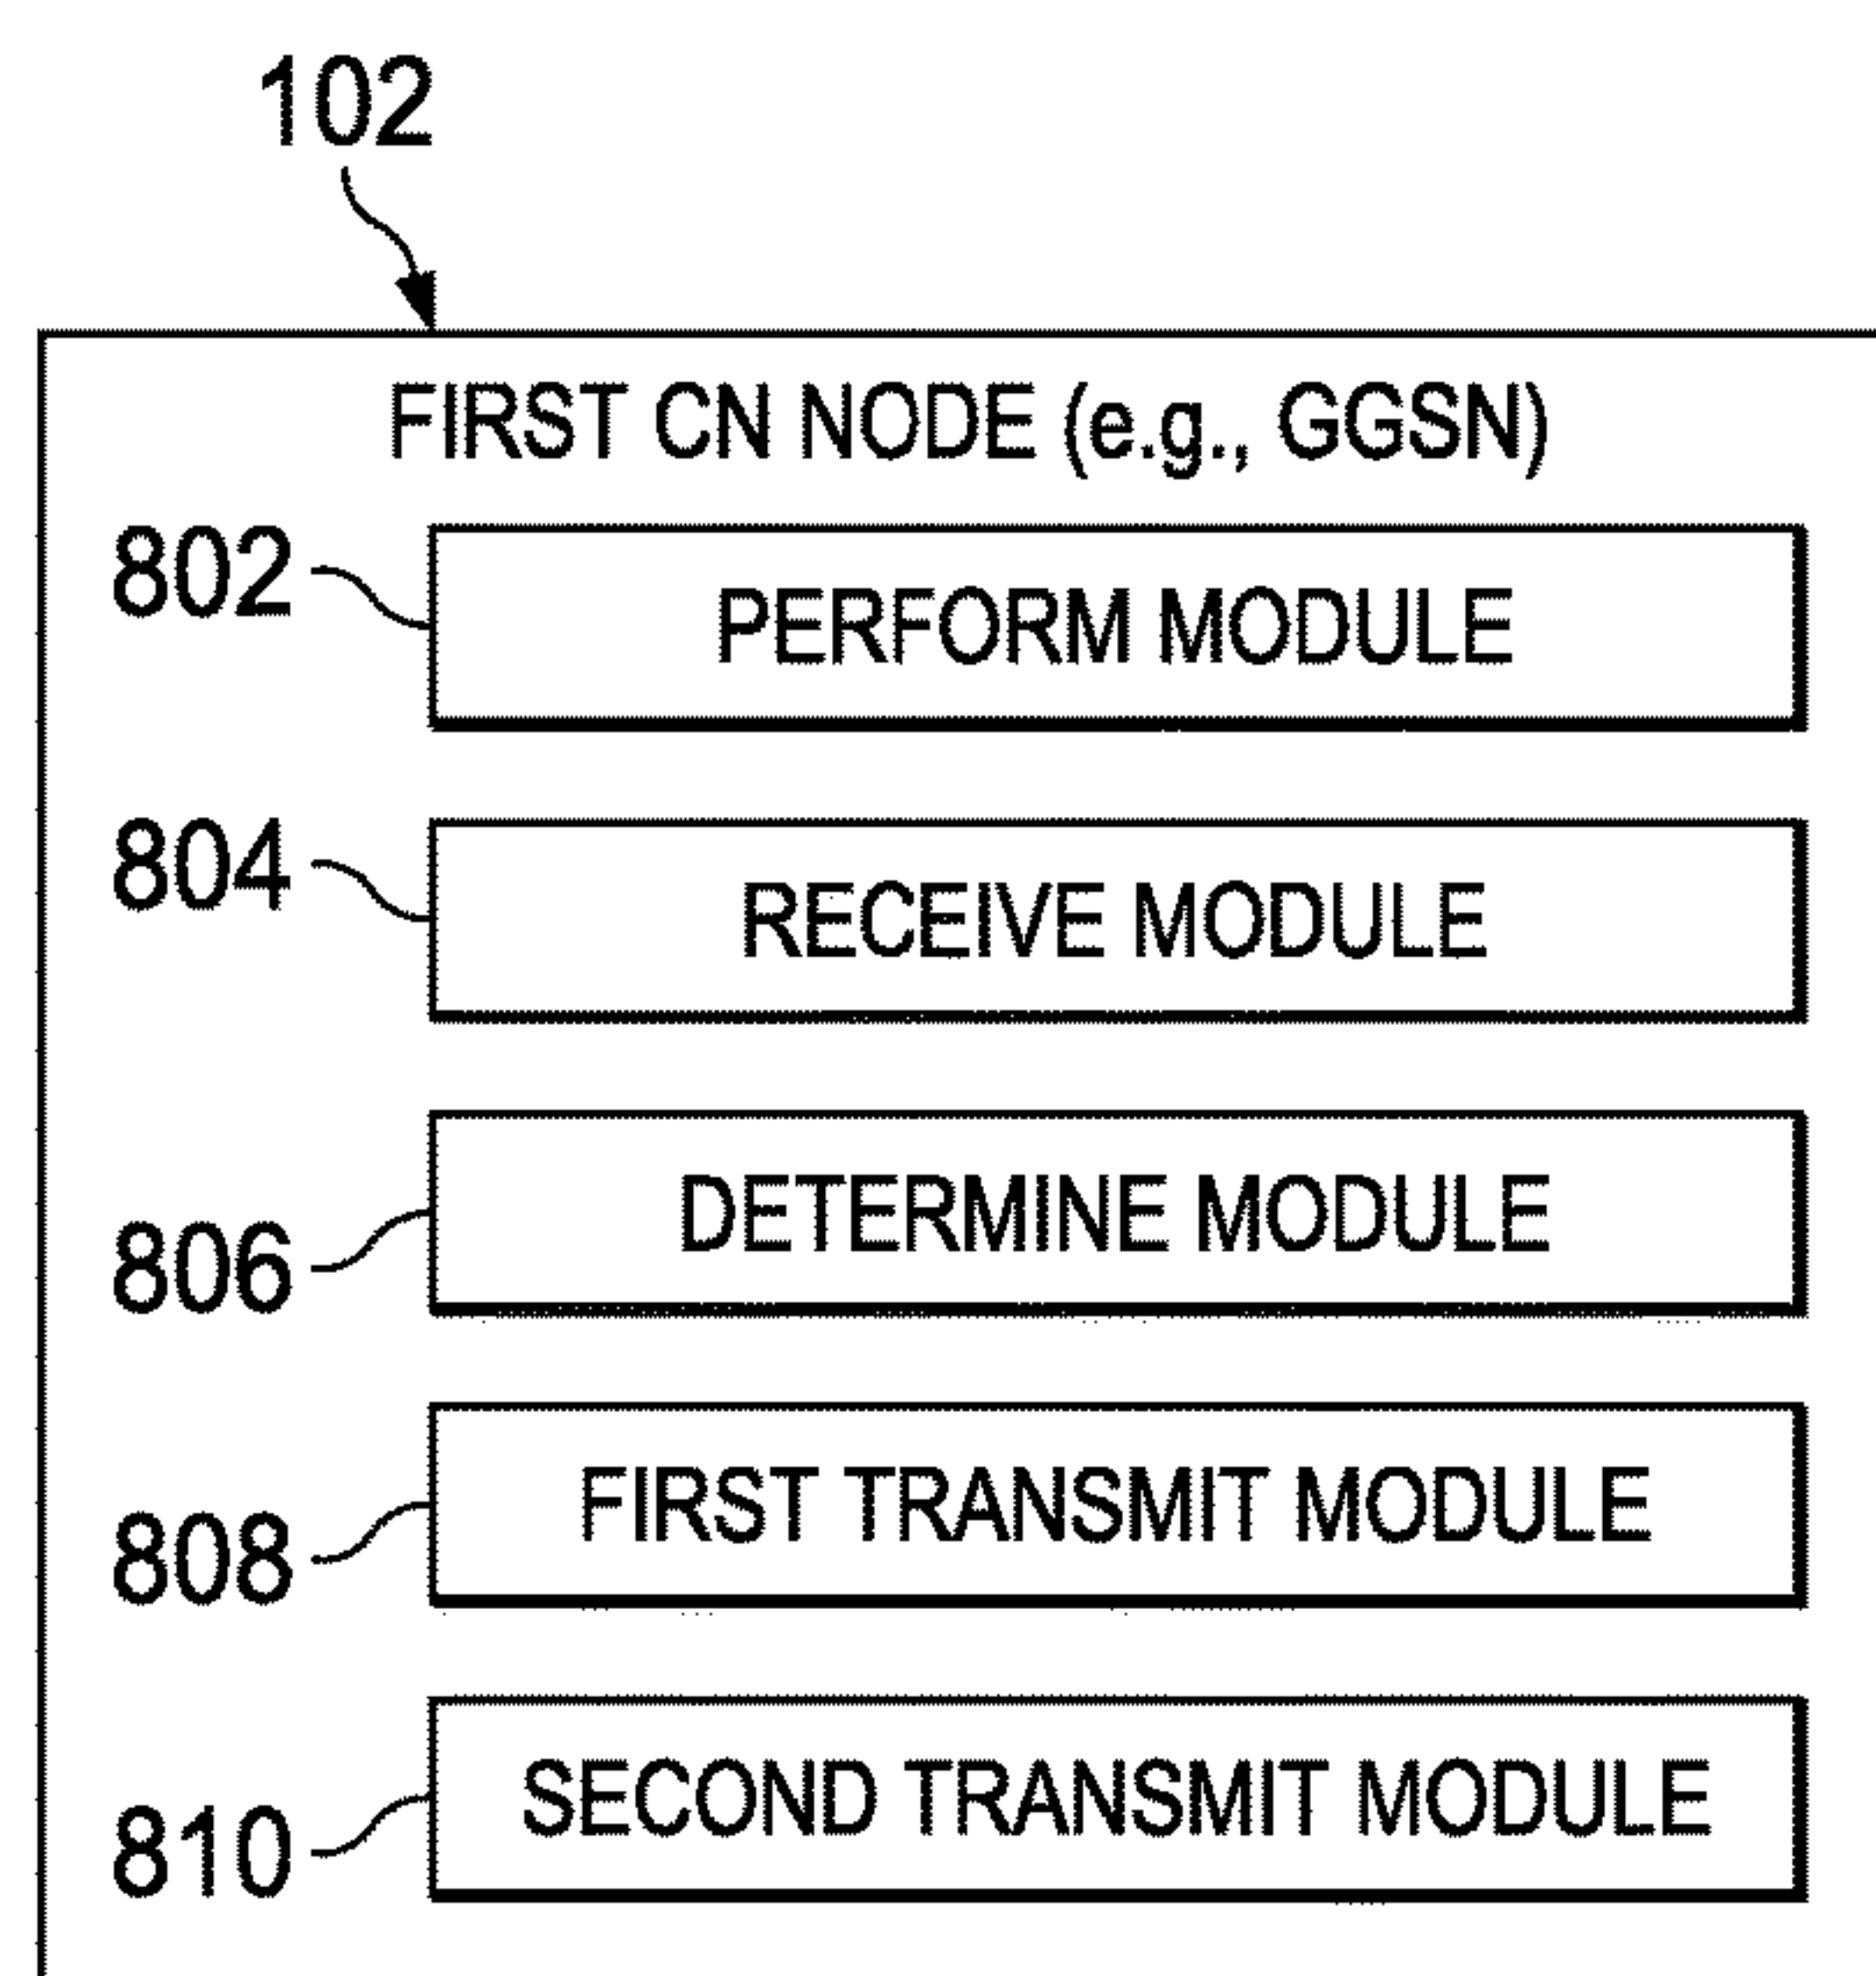 102
FIRST CN NODE (e.g., GGSN)
802
PERFORM MODULE
804
RECEIVE MODULE
806
DETERMINE MODULE
808
FIRST TRANSMIT MODULE
810
SECOND TRANSMIT MODULE